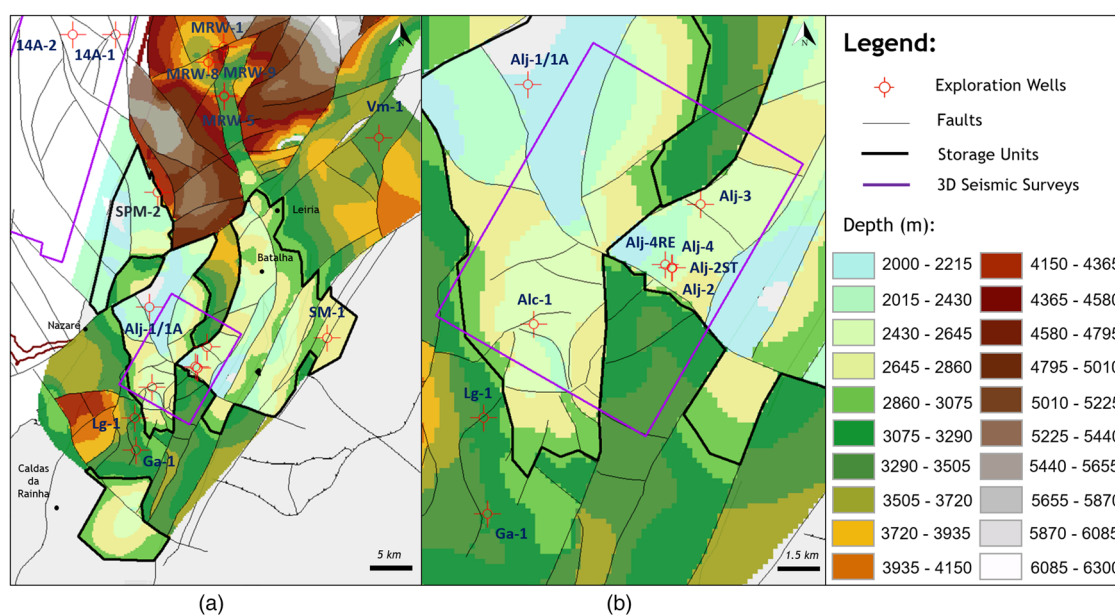 14A-2
14A-1
MRW-1
MRW-8
MRW-9
MRW-5
Vm-1
SPM-2
Leiria
Batalha
Nazaré
Alj-1/1A
SM-1
Lg-1
Ga-1
Caldas
da
Rainha
N
5 km
(a)
Alj-1/1A
Alj-3
Alj-4RE
Alj-4
Alj-2ST
Alj-2
Alc-1
Lg-1
Ga-1
N
1.5 km
(b)
Legend:
Exploration Wells
Faults
Storage Units
3D Seismic Surveys
Depth (m):
2000 - 2215
2015 - 2430
2430 - 2645
2645 - 2860
2860 - 3075
3075 - 3290
3290 - 3505
3505 - 3720
3720 - 3935
3935 - 4150
4150 - 4365
4365 - 4580
4580 - 4795
4795 - 5010
5010 - 5225
5225 - 5440
5440 - 5655
5655 - 5870
5870 - 6085
6085 - 6300